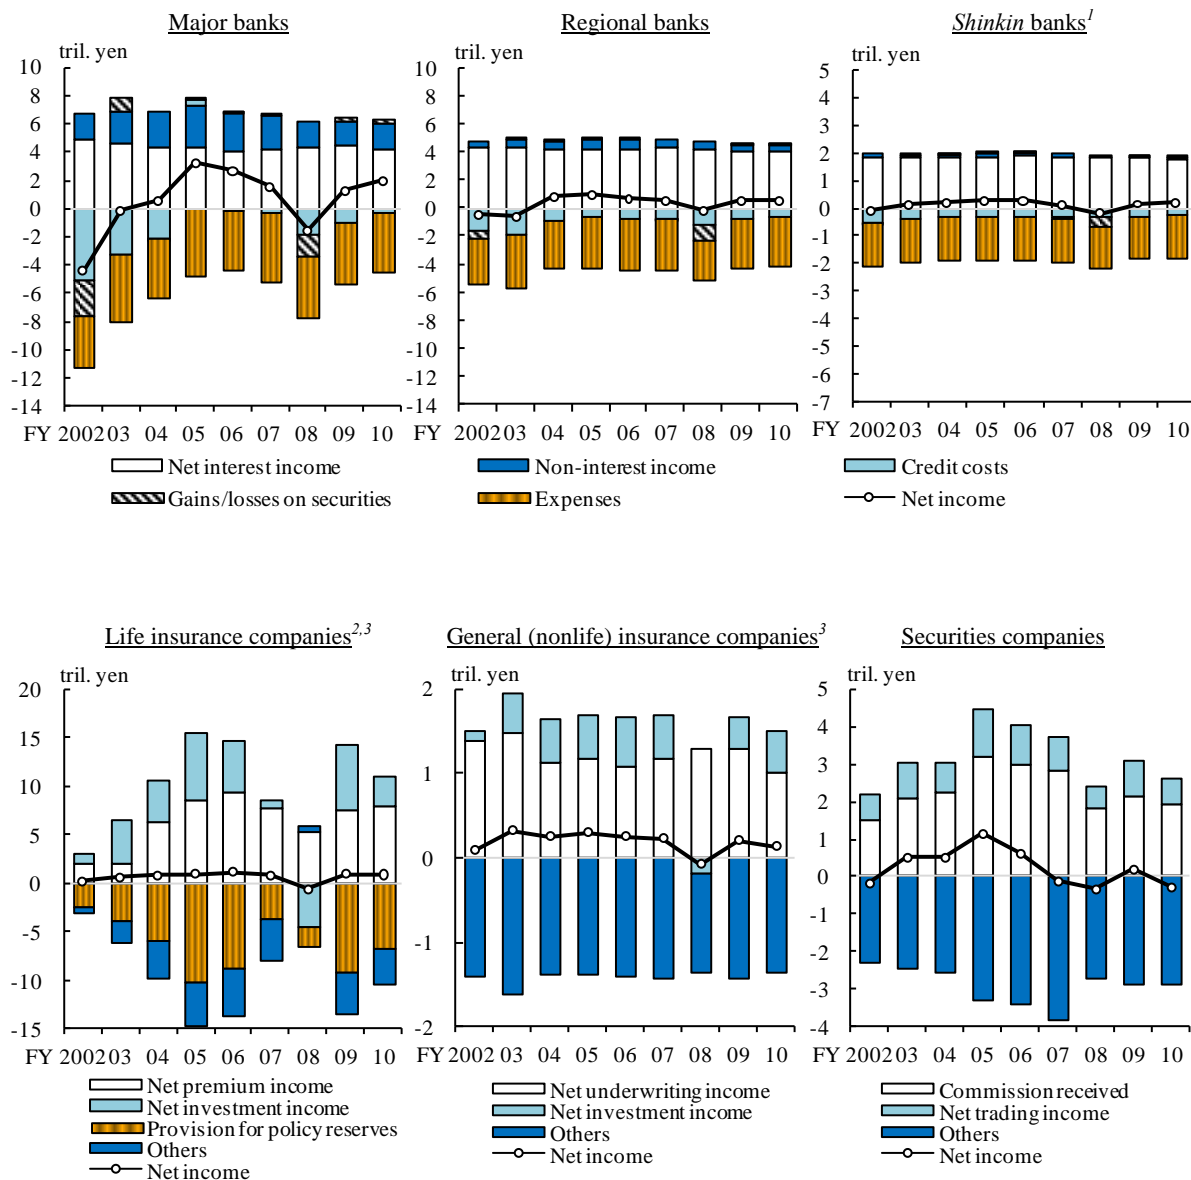 Major banks
Regional banks
Shinkin banks1
tril. yen
10
8
6
4
2
0
-2
-4
-6
-8
-10
-12
-14
FY 2002 03 04 05 06 07 08 09 10
10
8
6
4
2
0
-2
-4
-6
-8
-10
-12
-14
FY 2002 03 04 05 06 07 08 09 10
tril. yen
5
4
3
2
1
0
-1
-2
-3
-4
-5
-6
-7
FY 2002 03 04 05 06 07 08 09 10
Net interest income
Non-interest income
Credit costs
Gains/losses on securities
Expenses
Net income
Life insurance companies2,3
General (nonlife) insurance companies3
Securities companies
tril. yen
20
15
10
5
0
-5
-10
-15
FY 2002 03 04 05 06 07 08 09 10
tril. yen
2
1
0
-1
-2
FY 2002 03 04 05 06 07 08 09 10
tril. yen
5
4
3
2
1
0
-1
-2
-3
-4
FY 2002 03 04 05 06 07 08 09 10
Net premium income
Net investment income
Provision for policy reserves
Others
Net income
Net underwriting income
Net investment income
Others
Net income
Commission received
Net trading income
Others
Net income